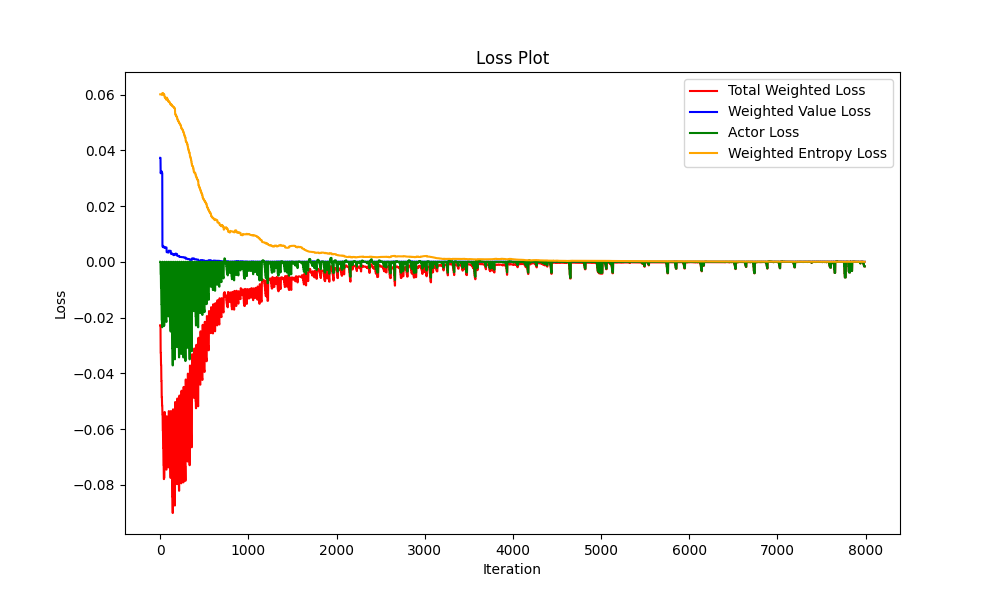 Loss Plot
Total Weighted Loss
Weighted Value Loss
Actor Loss
Weighted Entropy Loss
0.06
0.04
0.02
0.00
−0.02
−0.04
−0.06
−0.08
Loss
0 1000 2000 3000 4000 5000 6000 7000 8000
Iteration